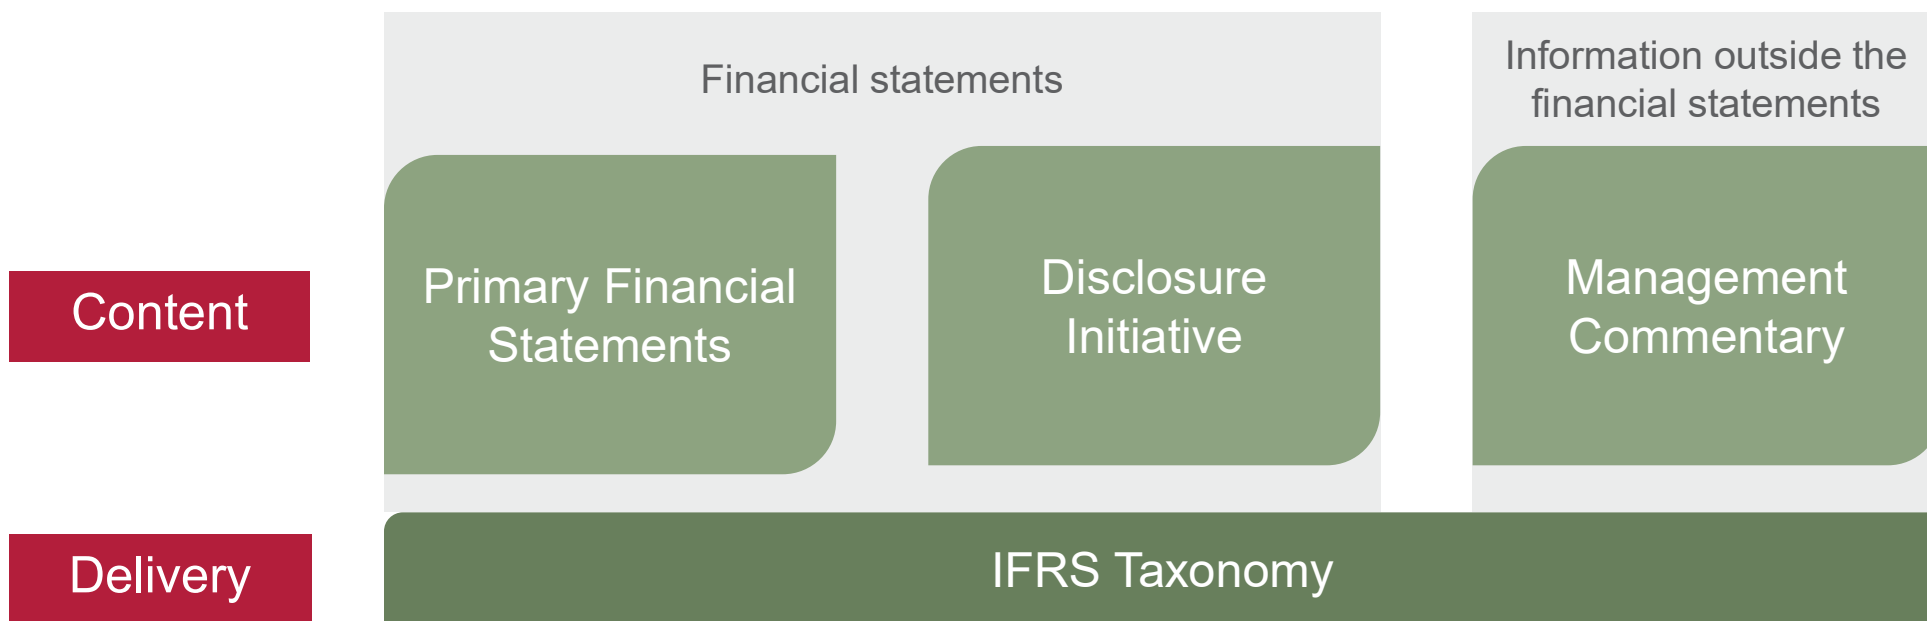 Financial statements
Information outside the
financial statements
Content
Primary Financial
Statements
Disclosure
Initiative
Management
Commentary
Delivery
IFRS Taxonomy